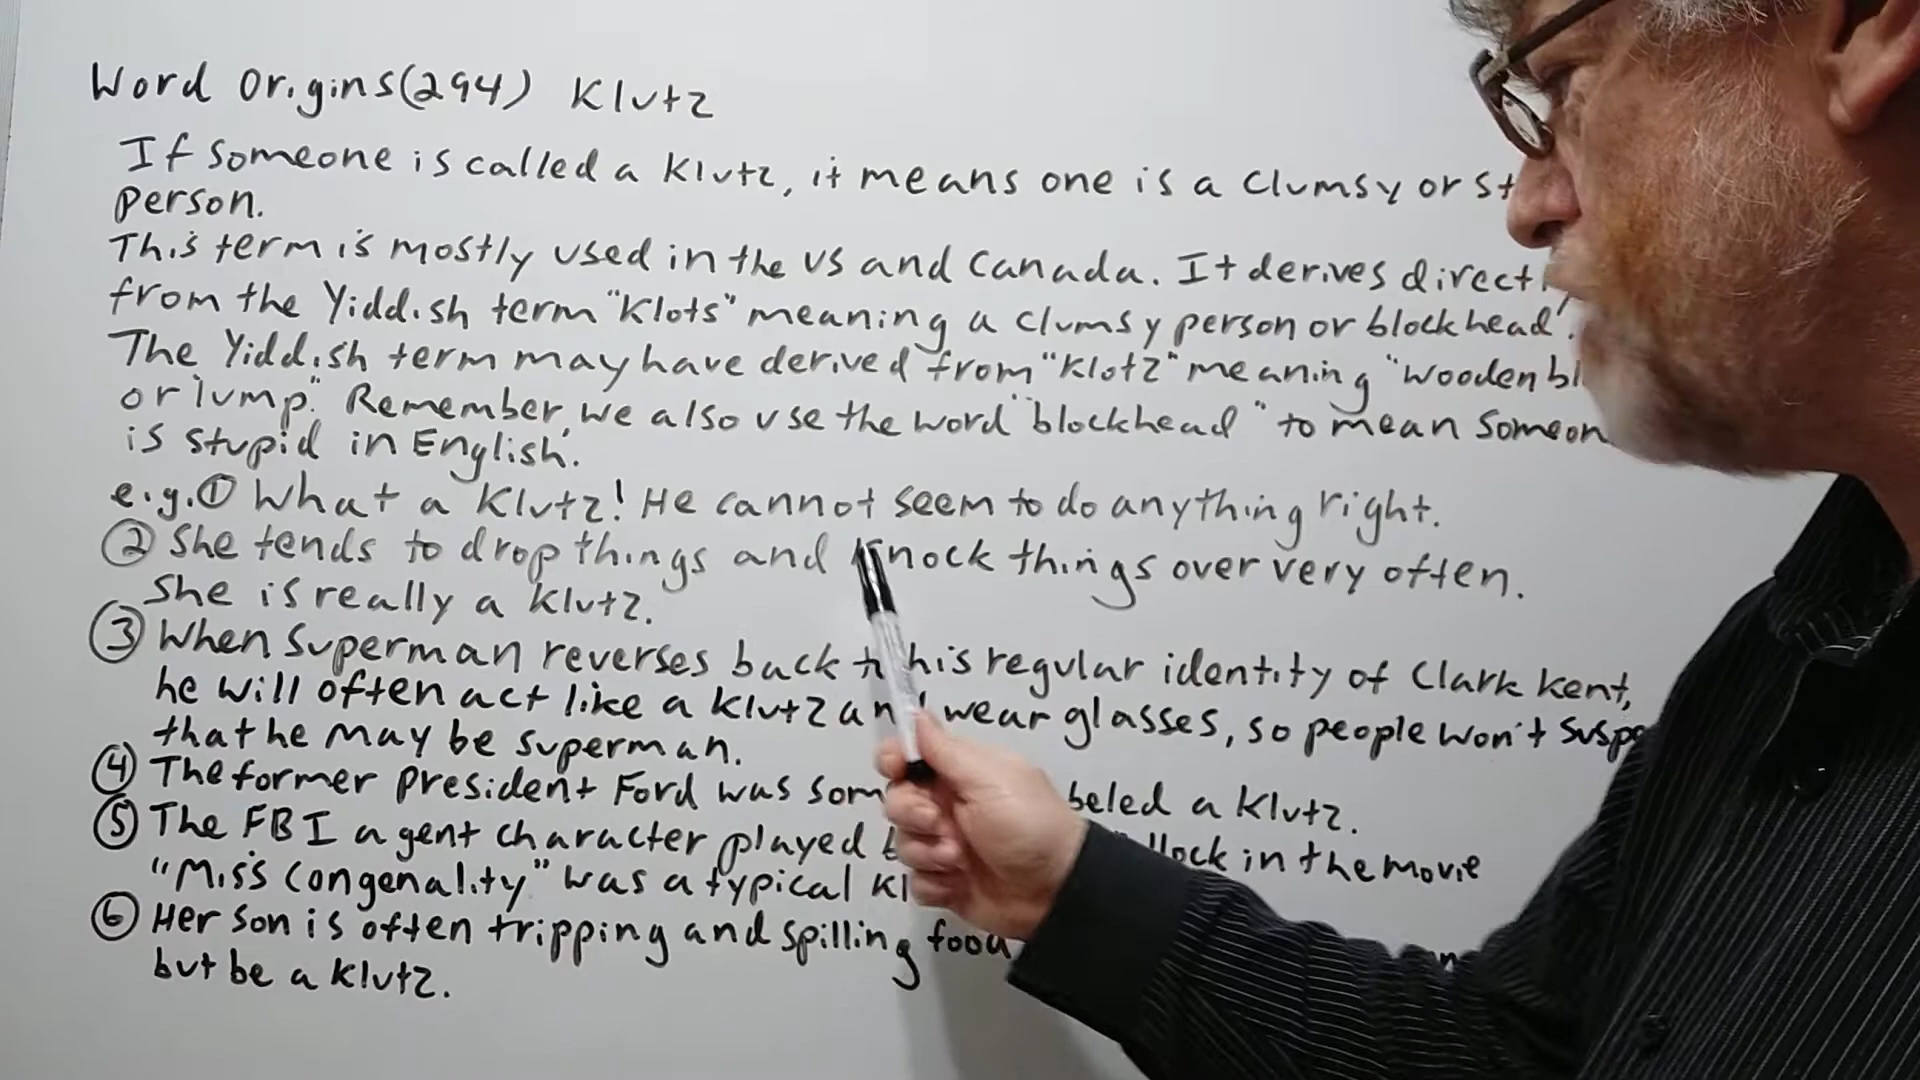 Word Origins(294) Klutz
If someone is called a Klutz, it means one is a clumsy or st
person.
This term is mostly used in the US and Canada. It derives direct
from the Yiddish term "Klots" meaning a clumsy person or blockhead'.
The Yiddish term may have derived from "Klotz" meaning "wooden bl
or lump." Remember, we also use the word "blockhead" to mean someon
is stupid in English.
e.g. ① What a Klutz! He cannot seem to do anything right.
② She tends to drop things and knock things over very often.
She is really a Klutz.
③ When Superman reverses back to his regular identity of Clark Kent,
he will often act like a Klutz and wear glasses, so people won't susp
that he may be superman.
④ The former president Ford was som beled a Klutz.
⑤ The FBI agent character played llock in the movie
"Miss Congenality" was a typical Kl
⑥ Her son is often tripping and spilling food
but be a Klutz.